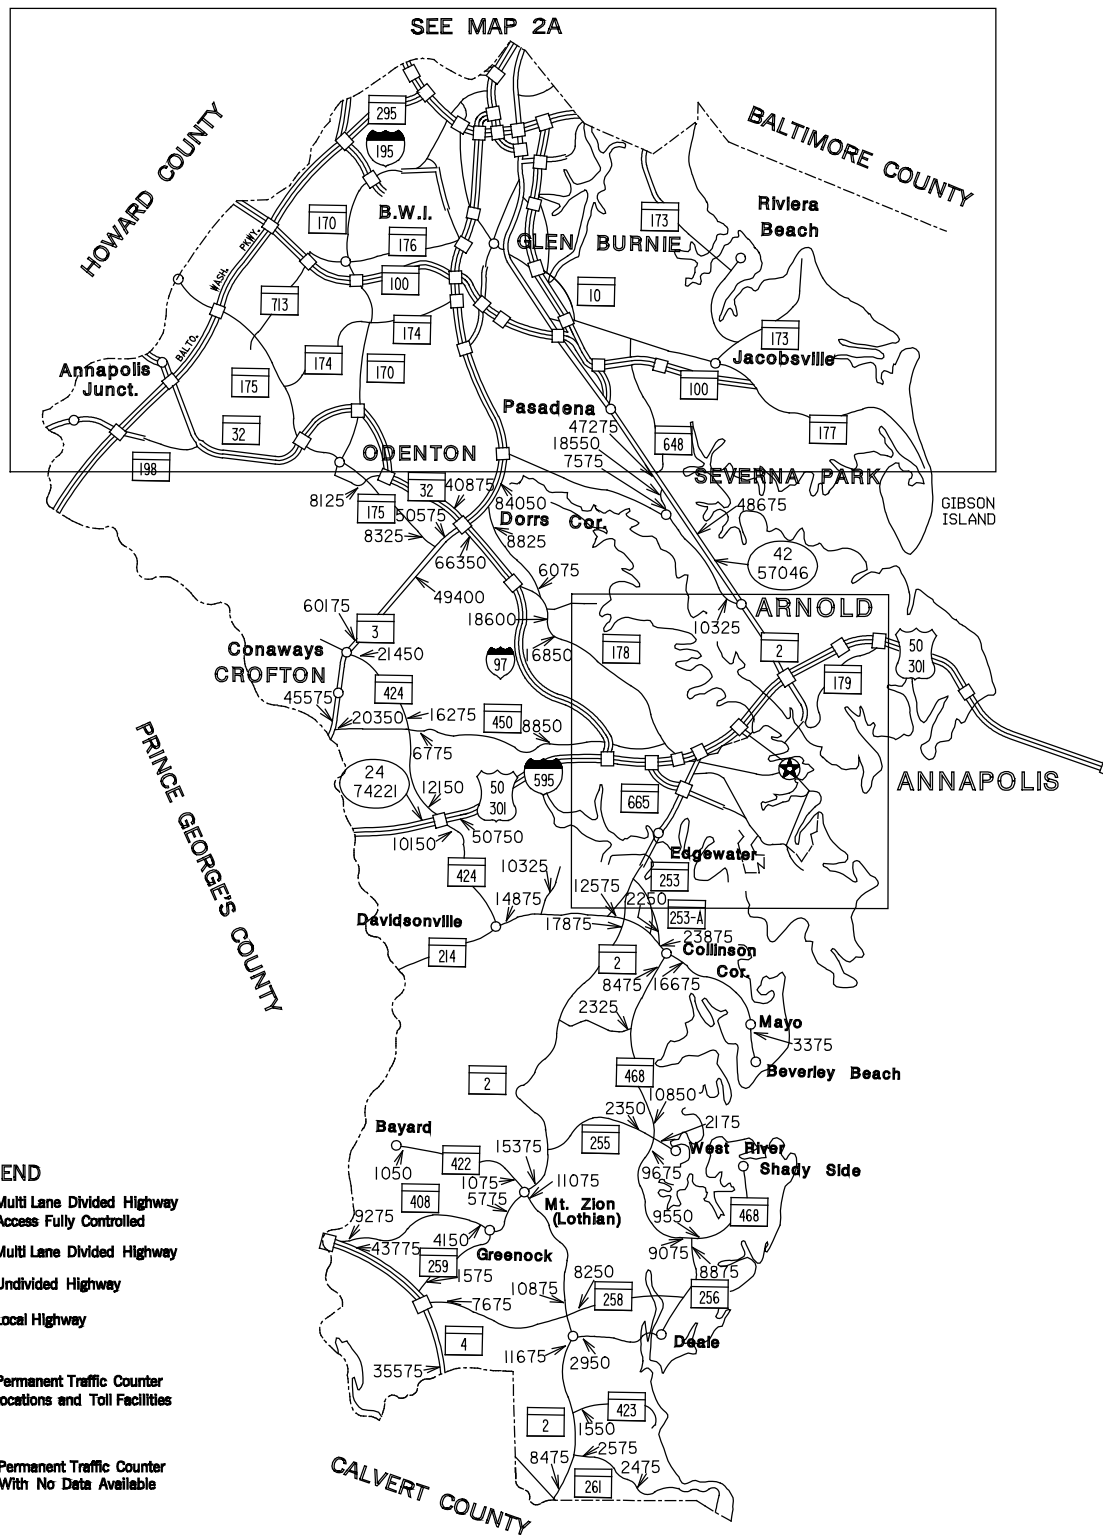 SEE MAP 2A
HOWARD COUNTY
BALTIMORE COUNTY
295
195
170
B.W.I.
176
GLEN BURNIE
173
Riviera
Beach
PKWY.
WASH.
BALTO.
713
100
10
174
173
Jacobsville
Annapolis
Junct.
175
174
170
100
Pasadena
47275
18550
7575
648
177
32
198
ODENTON
SEVERNA PARK
GIBSON
ISLAND
8125
175
32
40875
50575
84050
Dorrs Cor.
8825
48675
8325
66350
42
57046
6075
49400
60175
3
18600
16850
10325
ARNOLD
178
2
50
301
179
Conaways
CROFTON
21450
97
45575
424
20350
16275
450
8850
6775
PRINCE GEORGE'S COUNTY
24
74221
12150
50
301
595
665
ANNAPOLIS
10150
50750
Edgewater
424
10325
12575
253
2250
253-A
14875
Davidsonville
17875
23875
214
2
Collinson
Cor.
8475
16675
2325
Mayo
3375
468
Beverley Beach
2
10850
2350
2175
Bayard
15375
255
West River
1050
422
1075
11075
9675
Shady Side
408
5775
Mt. Zion
(Lothian)
9275
4150
9550
468
43775
Greenock
9075
259
1575
8250
8875
10875
7675
258
256
4
11675
2950
Deale
35575
2
423
1550
8475
2575
2475
261
CALVERT COUNTY
END
Multi Lane Divided Highway
Access Fully Controlled
Multi Lane Divided Highway
Undivided Highway
ocal Highway
Permanent Traffic Counter
ocations and Toll Facilities
Permanent Traffic Counter
With No Data Available